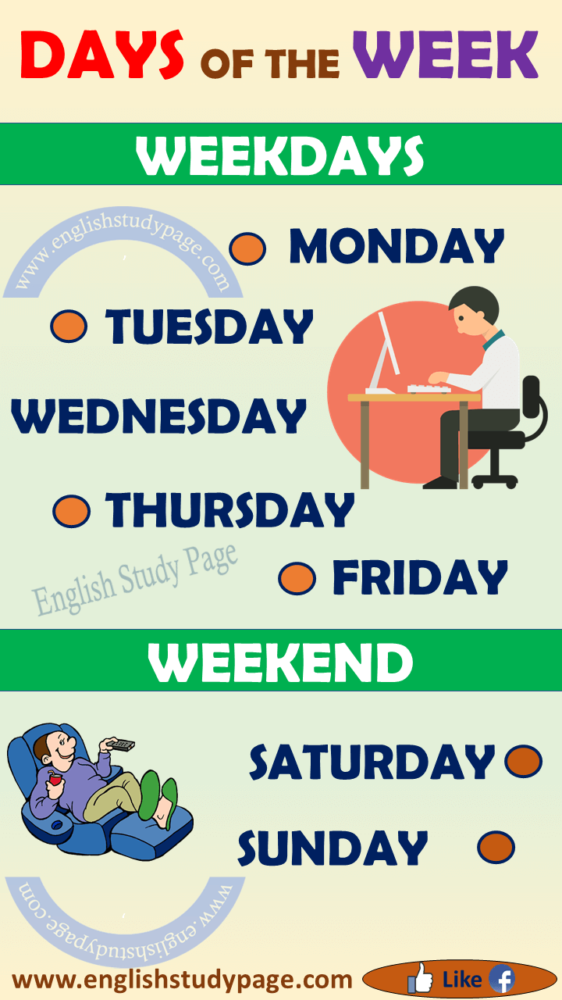 DAYS OF THE WEEK
WEEKDAYS
www.englishstudypage.com
MONDAY
TUESDAY
WEDNESDAY
THURSDAY
English Study Page
FRIDAY
WEEKEND
SATURDAY
SUNDAY
www.englishstudypage.com
www.englishstudypage.com Like f